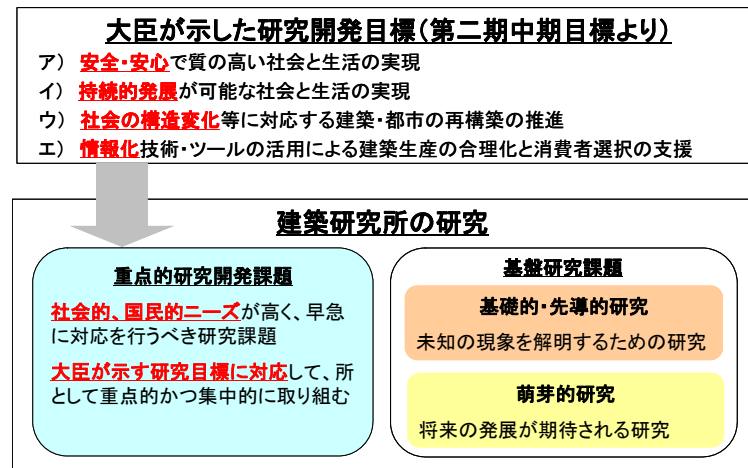 大臣が示した研究開発目標(第二期中期目標より)
ア) 安全・安心で質の高い社会と生活の実現
イ) 持続的発展が可能な社会と生活の実現
ウ) 社会の構造変化等に対応する建築・都市の再構築の推進
エ) 情報化技術・ツールの活用による建築生産の合理化と消費者選択の支援
建築研究所の研究
重点的研究開発課題
社会的、国民的ニーズが高く、早急
に対応を行うべき研究課題
大臣が示す研究目標に対応して、所
として重点的かつ集中的に取り組む
基盤研究課題
基礎的・先導的研究
未知の現象を解明するための研究
萌芽的研究
将来の発展が期待される研究